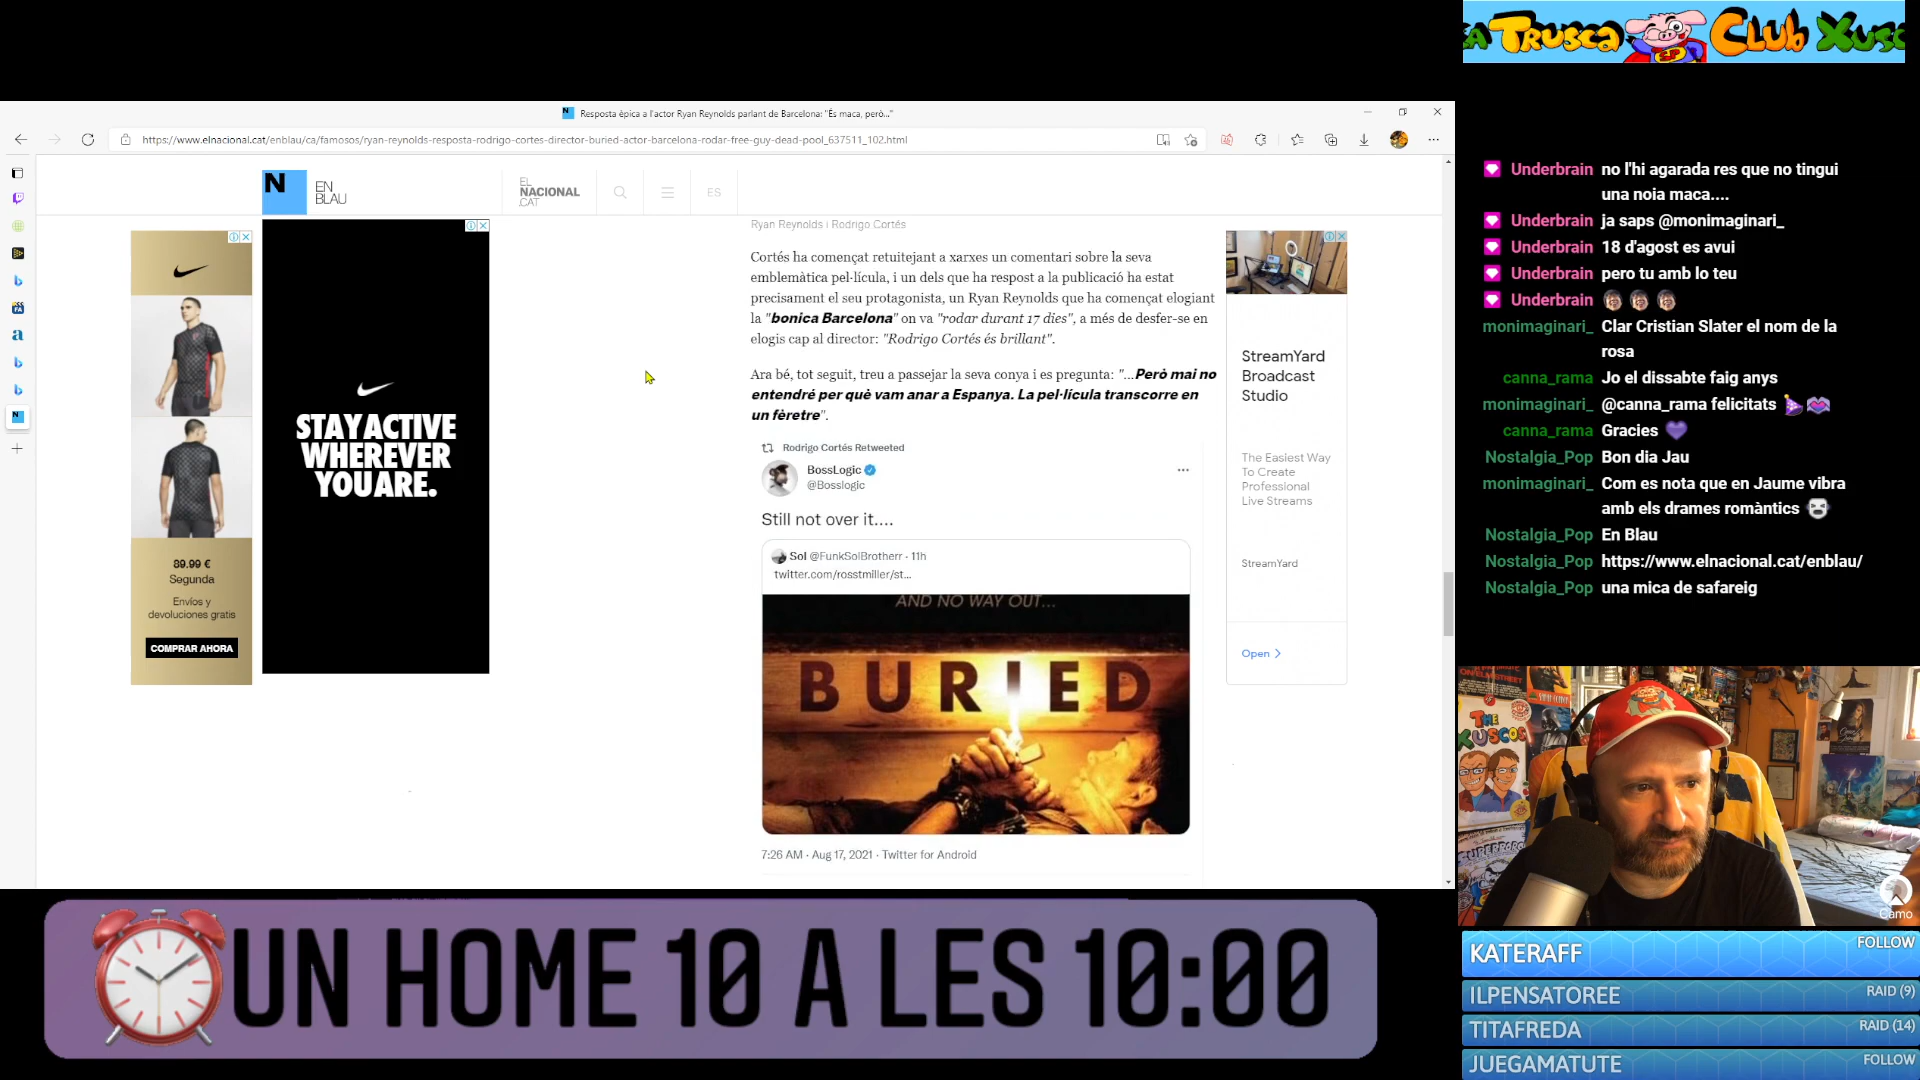 A TRUSCA CLUB XUSC
Resposta èpica a l'actor Ryan Reynolds parlant de Barcelona: "És maca, però..."
https://www.elnacional.cat/enblau/ca/famosos/ryan-reynolds-resposta-rodrigo-cortes-director-buried-actor-barcelona-rodar-free-guy-dead-pool_637511_102.html
N EN
BLAU
EL
NACIONAL
.CAT
ES
89.99 €
Segunda
Envíos y
devoluciones gratis
COMPRAR AHORA
STAY ACTIVE
WHEREVER
YOU ARE.
Ryan Reynolds i Rodrigo Cortés
Cortés ha començat retuitejant a xarxes un comentari sobre la seva
emblemàtica pel·lícula, i un dels que ha respost a la publicació ha estat
precisament el seu protagonista, un Ryan Reynolds que ha començat elogiant
la "bonica Barcelona" on va "rodar durant 17 dies", a més de desfer-se en
elogis cap al director: "Rodrigo Cortés és brillant".
Ara bé, tot seguit, treu a passejar la seva conya i es pregunta: "...Però mai no
entendré per què vam anar a Espanya. La pel·lícula transcorre en
un fèretre".
Rodrigo Cortés Retweeted
BossLogic
@Bosslogic
Still not over it....
Sol @FunkSolBrotherr · 11h
twitter.com/rosstmiller/st...
AND NO WAY OUT...
BURIED
7:26 AM · Aug 17, 2021 · Twitter for Android
StreamYard
Broadcast
Studio
The Easiest Way
To Create
Professional
Live Streams
StreamYard
Open >
Underbrain no l'hi agarada res que no tingui
una noia maca....
Underbrain ja saps @monimaginari_
Underbrain 18 d'agost es avui
Underbrain pero tu amb lo teu
Underbrain
monimaginari_ Clar Cristian Slater el nom de la
rosa
canna_rama Jo el dissabte faig anys
monimaginari_ @canna_rama felicitats
canna_rama Gracies
Nostalgia_Pop Bon dia Jau
monimaginari_ Com es nota que en Jaume vibra
amb els drames romàntics
Nostalgia_Pop En Blau
Nostalgia_Pop https://www.elnacional.cat/enblau/
Nostalgia_Pop una mica de safareig
THE
XUSCOS
Camo
UN HOME 10 A LES 10:00
KATERAFF FOLLOW
ILPENSATOREE RAID (9)
TITAFREDA RAID (14)
JUEGAMATUTE FOLLOW